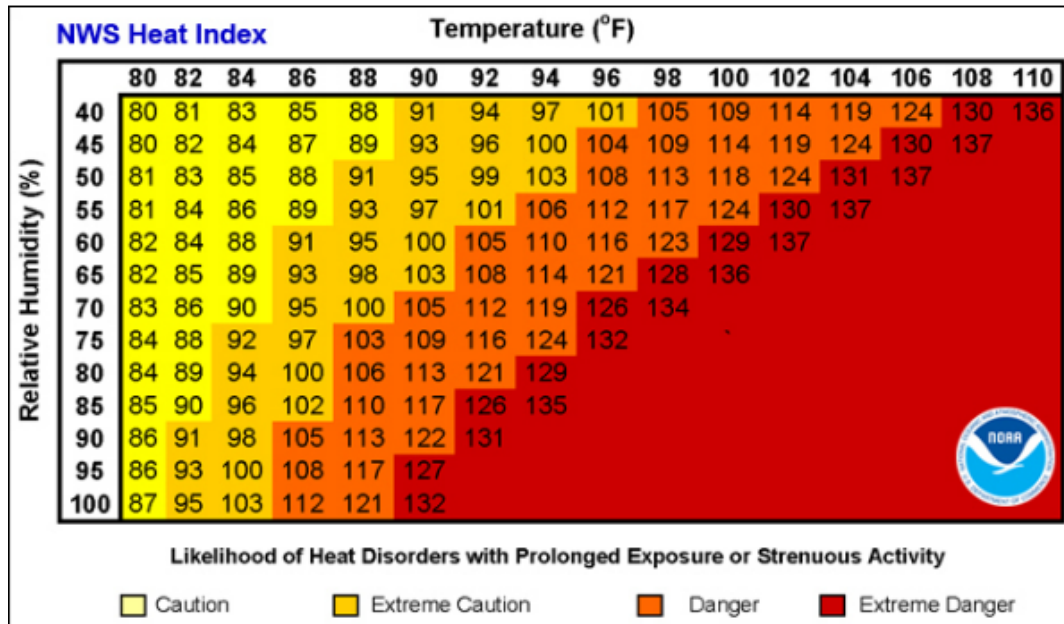 NWS Heat Index Temperature (°F)
80 82 84 86 88 90 92 94 96 98 100 102 104 106 108 110
40 80 81 83 85 88 91 94 97 101 105 109 114 119 124 130 136
45 80 82 84 87 89 93 96 100 104 109 114 119 124 130 137
50 81 83 85 88 91 95 99 103 108 113 118 124 131 137
55 81 84 86 89 93 97 101 106 112 117 124 130 137
60 82 84 88 91 95 100 105 110 116 123 129 137
65 82 85 89 93 98 103 108 114 121 128 136
70 83 86 90 95 100 105 112 119 126 134
75 84 88 92 97 103 109 116 124 132
80 84 89 94 100 106 113 121 129
85 85 90 96 102 110 117 126 135
90 86 91 98 105 113 122 131
95 86 93 100 108 117 127
100 87 95 103 112 121 132
Relative Humidity (%)
NOAA
Likelihood of Heat Disorders with Prolonged Exposure or Strenuous Activity
Caution Extreme Caution Danger Extreme Danger